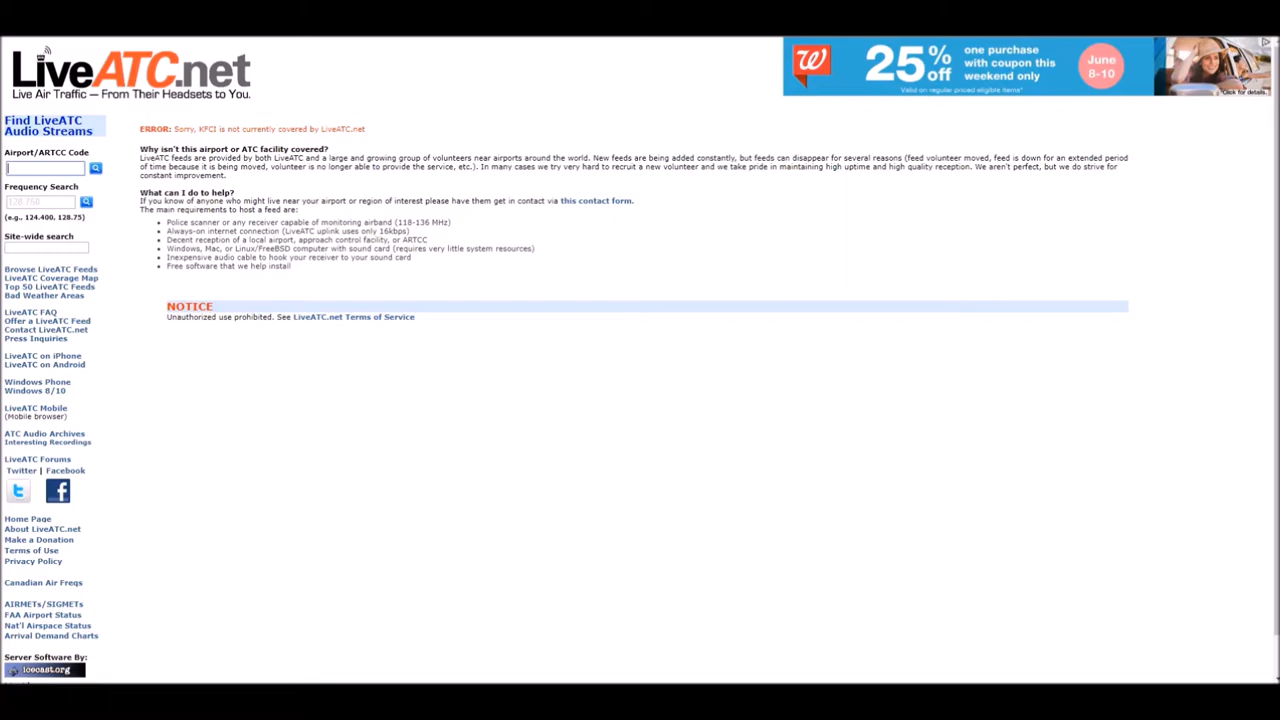 LiveATC.net
Live Air Traffic — From Their Headsets to You.
W
25% off
one purchase
with coupon this
weekend only
June
8-10
Valid on regular priced eligible items*
Click for details.
Find LiveATC
Audio Streams
Airport/ARTCC Code
Frequency Search
128.750
(e.g., 124.400, 128.75)
Site-wide search
Browse LiveATC Feeds
LiveATC Coverage Map
Top 50 LiveATC Feeds
Bad Weather Areas
LiveATC FAQ
Offer a LiveATC Feed
Contact LiveATC.net
Press Inquiries
LiveATC on iPhone
LiveATC on Android
Windows Phone
Windows 8/10
LiveATC Mobile
(Mobile browser)
ATC Audio Archives
Interesting Recordings
LiveATC Forums
Twitter | Facebook
Home Page
About LiveATC.net
Make a Donation
Terms of Use
Privacy Policy
Canadian Air Freqs
AIRMETs/SIGMETs
FAA Airport Status
Nat'l Airspace Status
Arrival Demand Charts
Server Software By:
icecast.org
ERROR: Sorry, KFCI is not currently covered by LiveATC.net
Why isn't this airport or ATC facility covered?
LiveATC feeds are provided by both LiveATC and a large and growing group of volunteers near airports around the world. New feeds are being added constantly, but feeds can disappear for several reasons (feed volunteer moved, feed is down for an extended period
of time because it is being moved, volunteer is no longer able to provide the service, etc.). In many cases we try very hard to recruit a new volunteer and we take pride in maintaining high uptime and high quality reception. We aren't perfect, but we do strive for
constant improvement.
What can I do to help?
If you know of anyone who might live near your airport or region of interest please have them get in contact via this contact form.
The main requirements to host a feed are:
• Police scanner or any receiver capable of monitoring airband (118-136 MHz)
• Always-on internet connection (LiveATC uplink uses only 16kbps)
• Decent reception of a local airport, approach control facility, or ARTCC
• Windows, Mac, or Linux/FreeBSD computer with sound card (requires very little system resources)
• Inexpensive audio cable to hook your receiver to your sound card
• Free software that we help install
NOTICE
Unauthorized use prohibited. See LiveATC.net Terms of Service